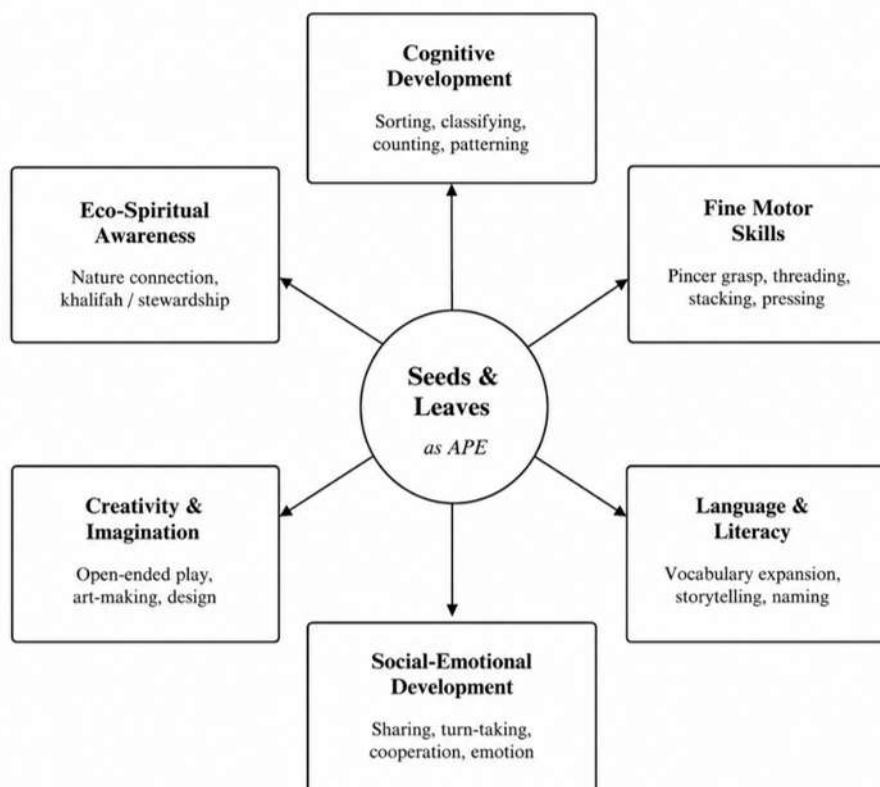 Cognitive
Development
Sorting, classifying,
counting, patterning
Eco-Spiritual
Awareness
Nature connection,
khalifah / stewardship
Fine Motor
Skills
Pincer grasp, threading,
stacking, pressing
Seeds &
Leaves
as APE
Creativity &
Imagination
Open-ended play,
art-making, design
Language &
Literacy
Vocabulary expansion,
storytelling, naming
Social-Emotional
Development
Sharing, turn-taking,
cooperation, emotion